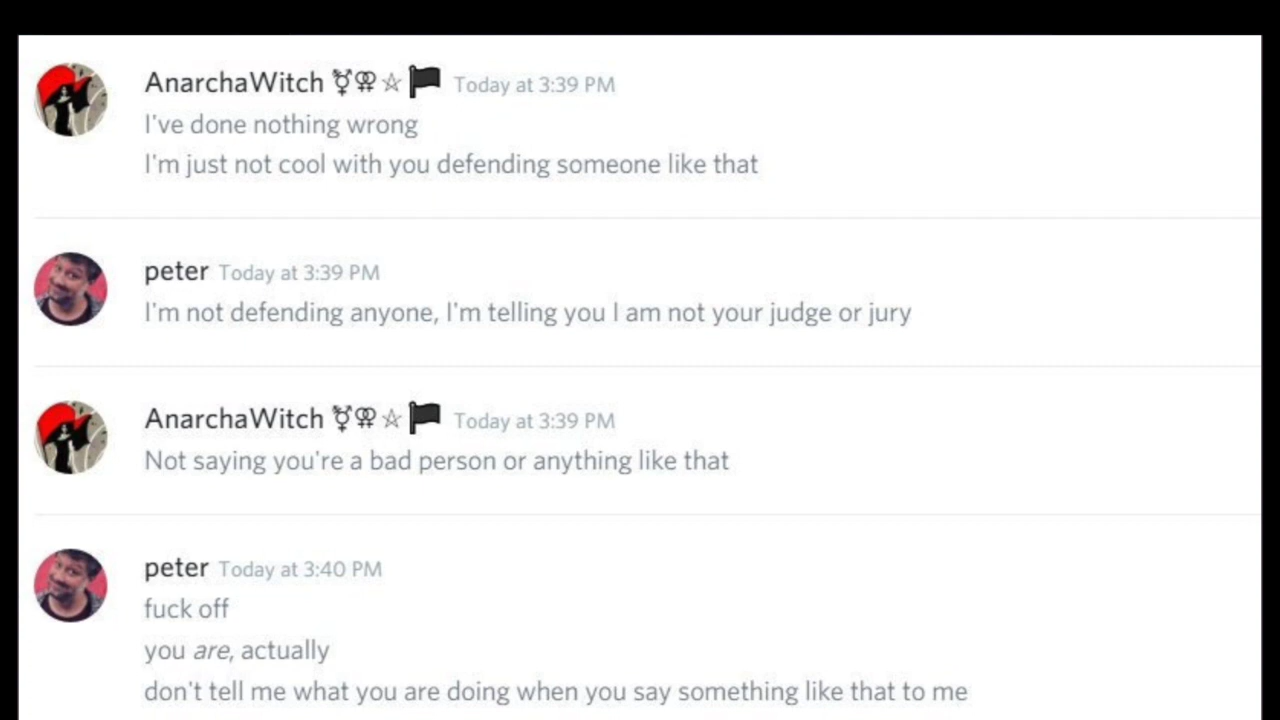 AnarchaWitch ⚧⚢⛤🏴 Today at 3:39 PM
I've done nothing wrong
I'm just not cool with you defending someone like that
peter Today at 3:39 PM
I'm not defending anyone, I'm telling you I am not your judge or jury
AnarchaWitch ⚧⚢⛤🏴 Today at 3:39 PM
Not saying you're a bad person or anything like that
peter Today at 3:40 PM
fuck off
you are, actually
don't tell me what you are doing when you say something like that to me